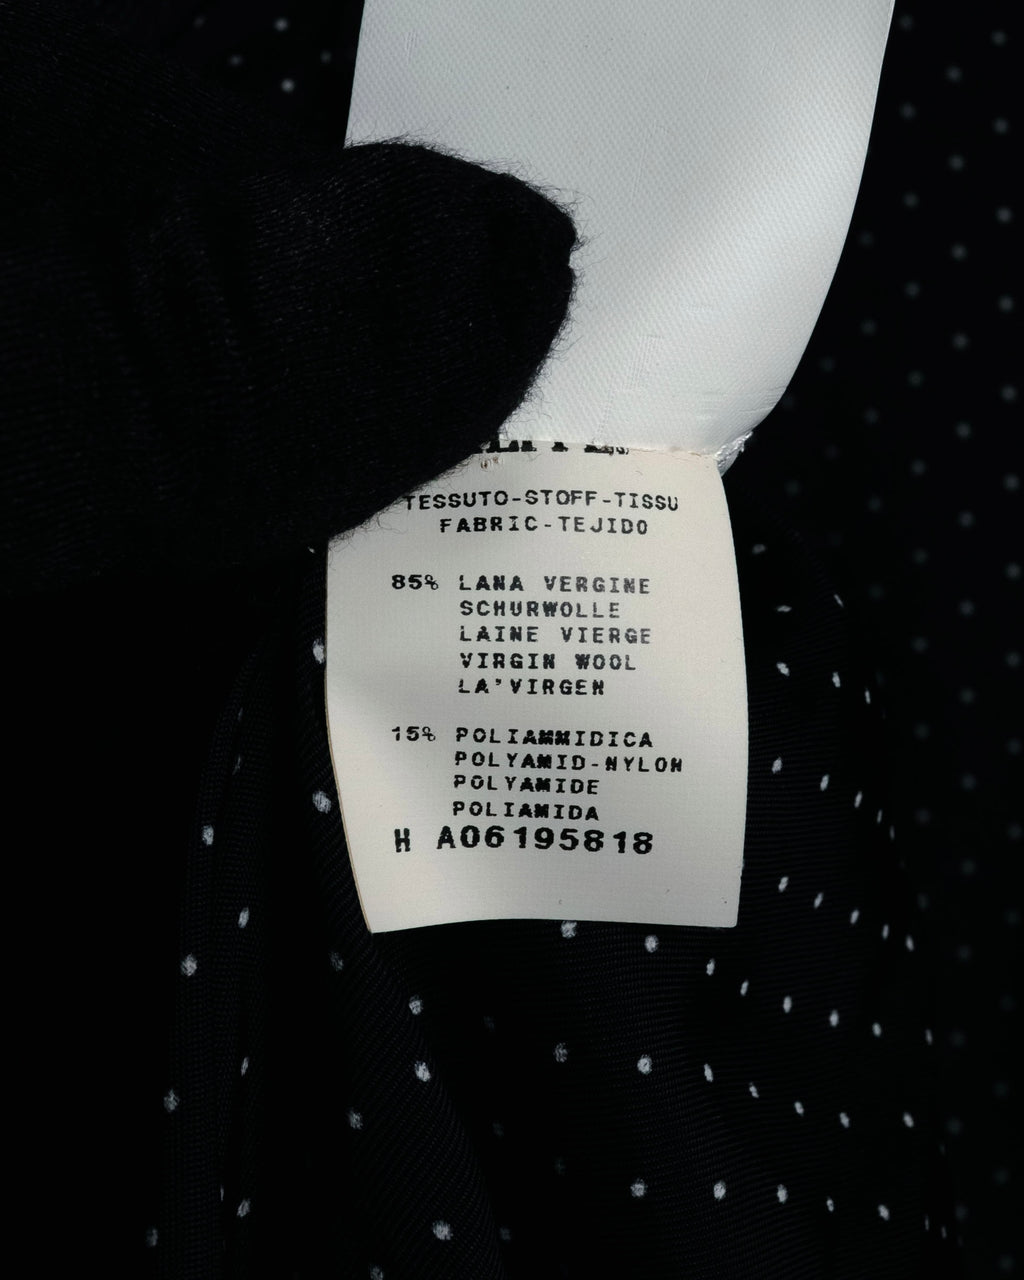 TESSUTO-STOFF-TISSU
FABRIC-TEJIDO
85% LANA VERGINE
SCHURWOLLE
LAINE VIERGE
VIRGIN WOOL
LA'VIRGEN
15% POLIAMMIDICA
POLYAMID-NYLON
POLYAMIDE
POLIAMIDA
H A06195818